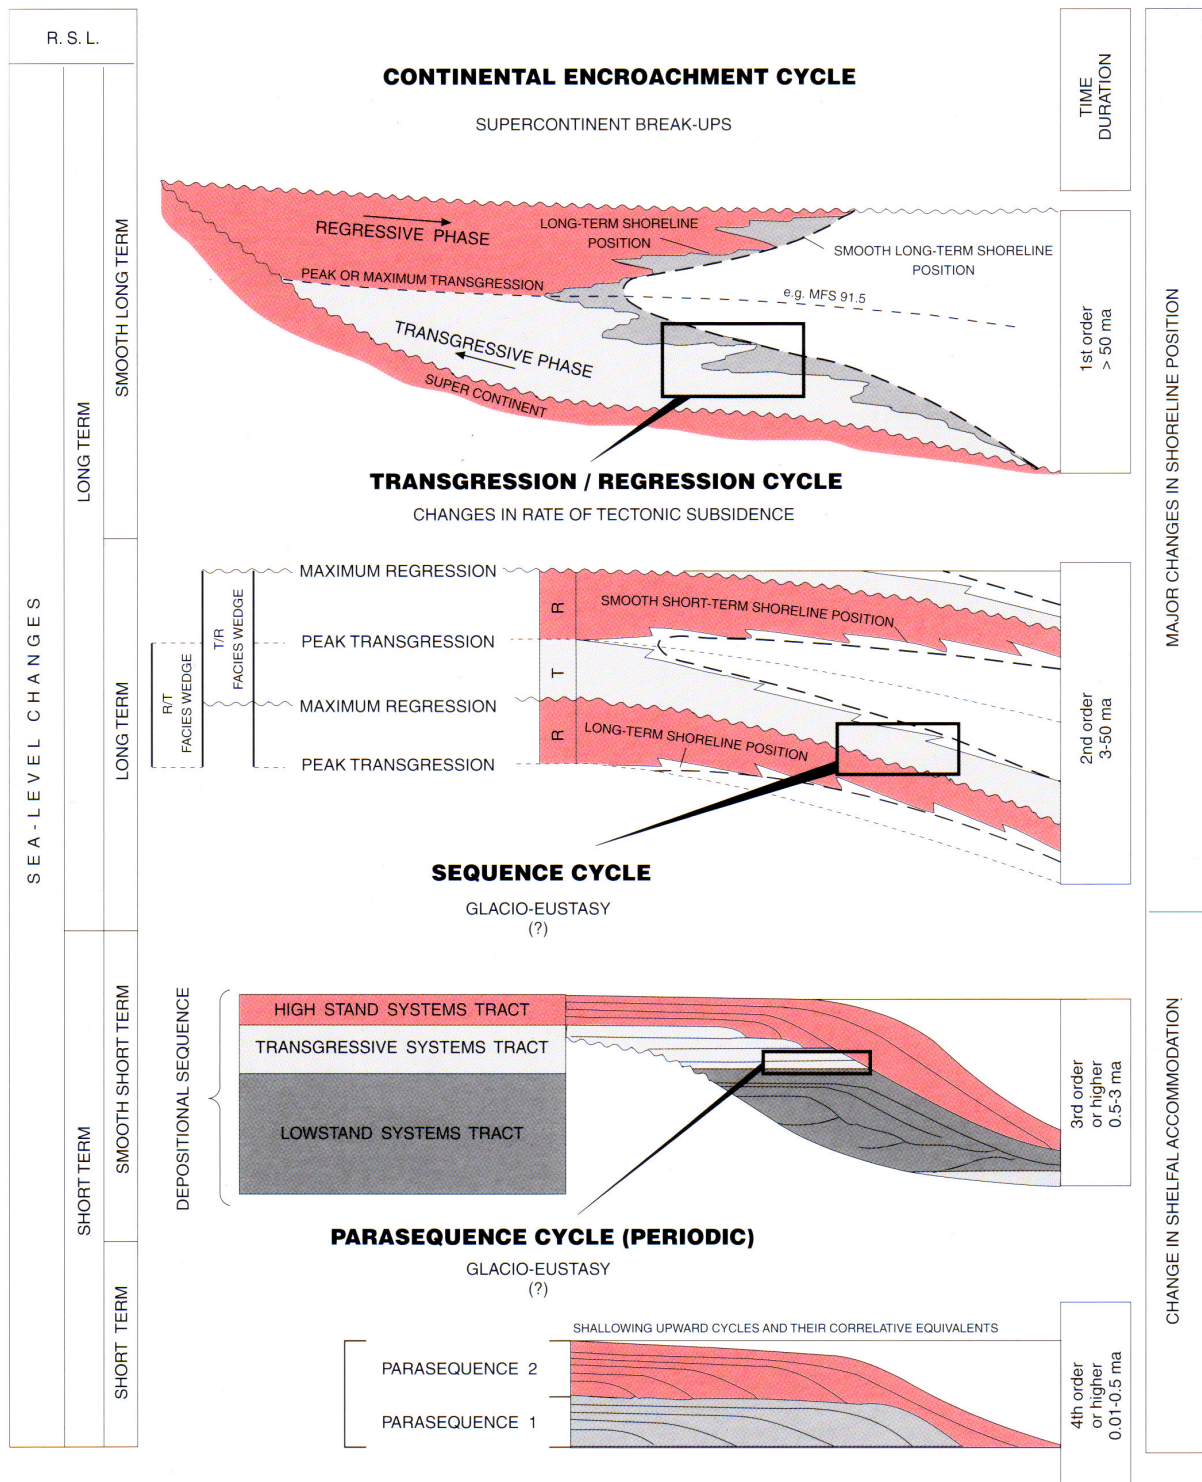 R. S. L.
SEA-LEVEL CHANGES
LONG TERM
SMOOTH LONG TERM
LONG TERM
SHORT TERM
SMOOTH SHORT TERM
SHORT TERM
TIME
DURATION
MAJOR CHANGES IN SHORELINE POSITION
CHANGE IN SHELFAL ACCOMMODATION
CONTINENTAL ENCROACHMENT CYCLE
SUPERCONTINENT BREAK-UPS
REGRESSIVE PHASE
LONG-TERM SHORELINE
POSITION
SMOOTH LONG-TERM SHORELINE
POSITION
PEAK OR MAXIMUM TRANSGRESSION
e.g. MFS 91.5
TRANSGRESSIVE PHASE
SUPER CONTINENT
1st order
> 50 ma
TRANSGRESSION / REGRESSION CYCLE
CHANGES IN RATE OF TECTONIC SUBSIDENCE
MAXIMUM REGRESSION
PEAK TRANSGRESSION
MAXIMUM REGRESSION
PEAK TRANSGRESSION
R/T
FACIES WEDGE
T/R
FACIES WEDGE
R
T
R
SMOOTH SHORT-TERM SHORELINE POSITION
LONG-TERM SHORELINE POSITION
2nd order
3-50 ma
SEQUENCE CYCLE
GLACIO-EUSTASY
(?)
DEPOSITIONAL SEQUENCE
HIGH STAND SYSTEMS TRACT
TRANSGRESSIVE SYSTEMS TRACT
LOWSTAND SYSTEMS TRACT
3rd order
or higher
0.5-3 ma
PARASEQUENCE CYCLE (PERIODIC)
GLACIO-EUSTASY
(?)
SHALLOWING UPWARD CYCLES AND THEIR CORRELATIVE EQUIVALENTS
PARASEQUENCE 2
PARASEQUENCE 1
4th order
or higher
0.01-0.5 ma